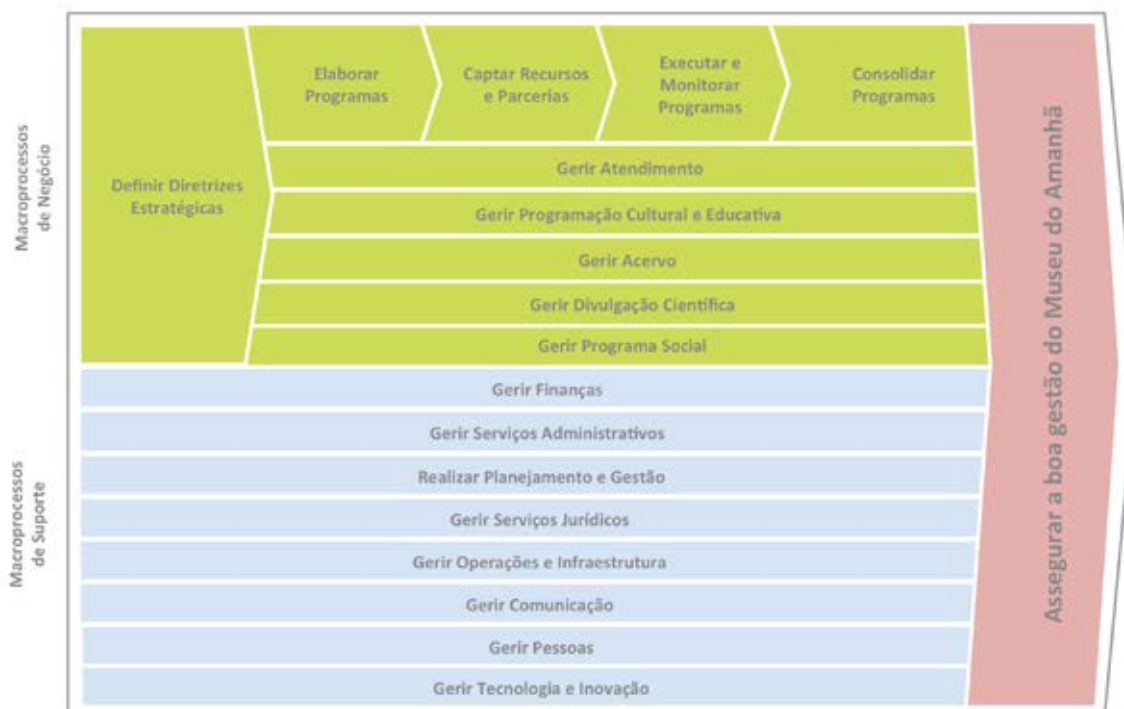 Macroprocessos
de Negócio
Definir Diretrizes
Estratégicas
Elaborar
Programas
Captar Recursos
e Parcerias
Executar e
Monitorar
Programas
Consolidar
Programas
Gerir Atendimento
Gerir Programação Cultural e Educativa
Gerir Acervo
Gerir Divulgação Científica
Gerir Programa Social
Macroprocessos
de Suporte
Gerir Finanças
Gerir Serviços Administrativos
Realizar Planejamento e Gestão
Gerir Serviços Jurídicos
Gerir Operações e Infraestrutura
Gerir Comunicação
Gerir Pessoas
Gerir Tecnologia e Inovação
Assegurar a boa gestão do Museu do Amanhã